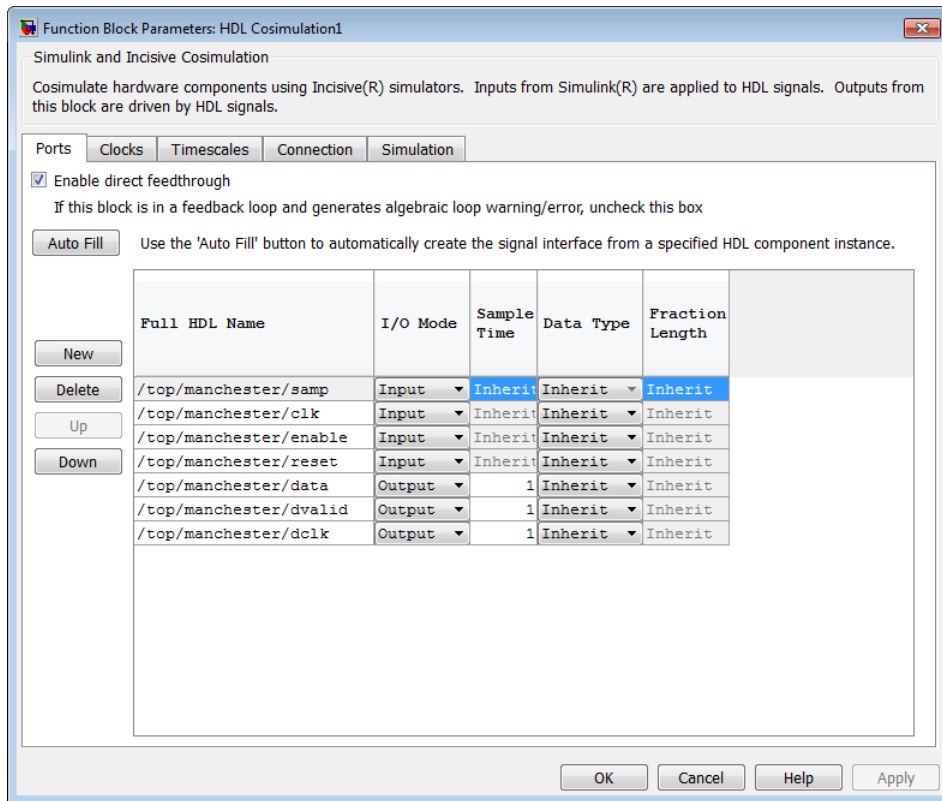 Function Block Parameters: HDL Cosimulation1
Simulink and Incisive Cosimulation
Cosimulate hardware components using Incisive(R) simulators. Inputs from Simulink(R) are applied to HDL signals. Outputs from
this block are driven by HDL signals.
Ports Clocks Timescales Connection Simulation
Enable direct feedthrough
If this block is in a feedback loop and generates algebraic loop warning/error, uncheck this box
Auto Fill Use the 'Auto Fill' button to automatically create the signal interface from a specified HDL component instance.
Full HDL Name I/O Mode Sample Time Data Type Fraction Length
New
Delete
Up
Down
/top/manchester/samp Input Inherit Inherit Inherit
/top/manchester/clk Input Inherit Inherit Inherit
/top/manchester/enable Input Inherit Inherit Inherit
/top/manchester/reset Input Inherit Inherit Inherit
/top/manchester/data Output 1 Inherit Inherit
/top/manchester/dvalid Output 1 Inherit Inherit
/top/manchester/dclk Output 1 Inherit Inherit
OK Cancel Help Apply